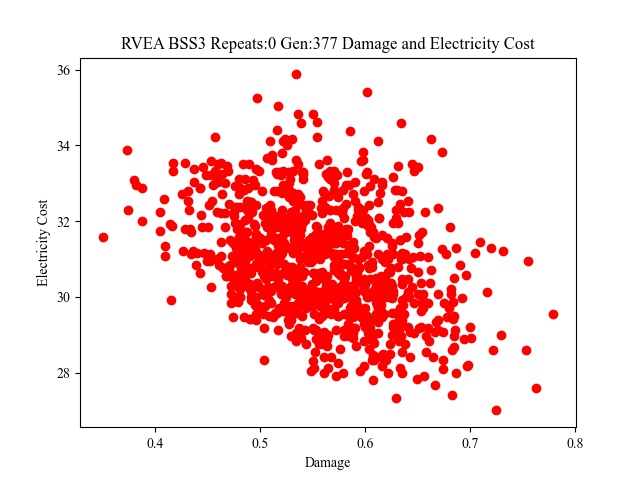 RVEA BSS3 Repeats:0 Gen:377 Damage and Electricity Cost
36
34
32
30
28
Electricity Cost
0.4 0.5 0.6 0.7 0.8
Damage